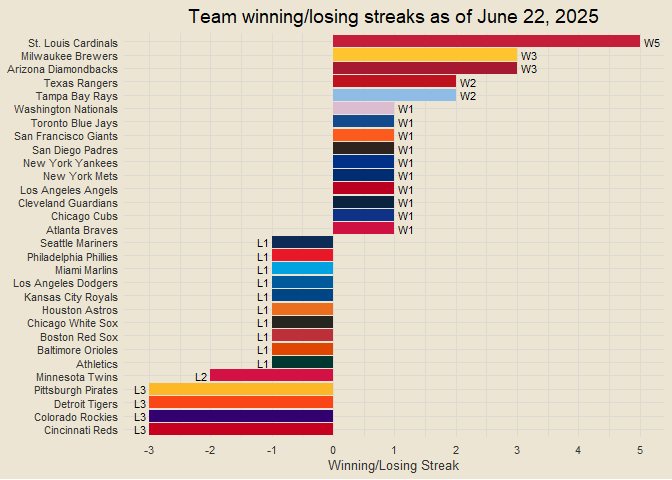 Team winning/losing streaks as of June 22, 2025
St. Louis Cardinals W5
Milwaukee Brewers W3
Arizona Diamondbacks W3
Texas Rangers W2
Tampa Bay Rays W2
Washington Nationals W1
Toronto Blue Jays W1
San Francisco Giants W1
San Diego Padres W1
New York Yankees W1
New York Mets W1
Los Angeles Angels W1
Cleveland Guardians W1
Chicago Cubs W1
Atlanta Braves W1
Seattle Mariners L1
Philadelphia Phillies L1
Miami Marlins L1
Los Angeles Dodgers L1
Kansas City Royals L1
Houston Astros L1
Chicago White Sox L1
Boston Red Sox L1
Baltimore Orioles L1
Athletics L1
Minnesota Twins L2
Pittsburgh Pirates L3
Detroit Tigers L3
Colorado Rockies L3
Cincinnati Reds L3
-3 -2 -1 0 1 2 3 4 5
Winning/Losing Streak